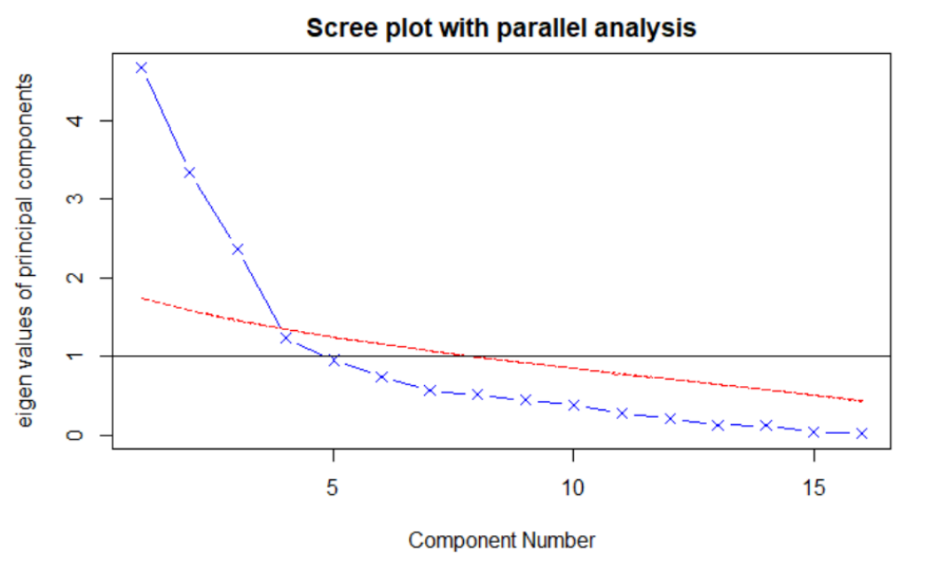 Scree plot with parallel analysis
eigen values of principal components
4
3
2
1
0
5
10
15
Component Number